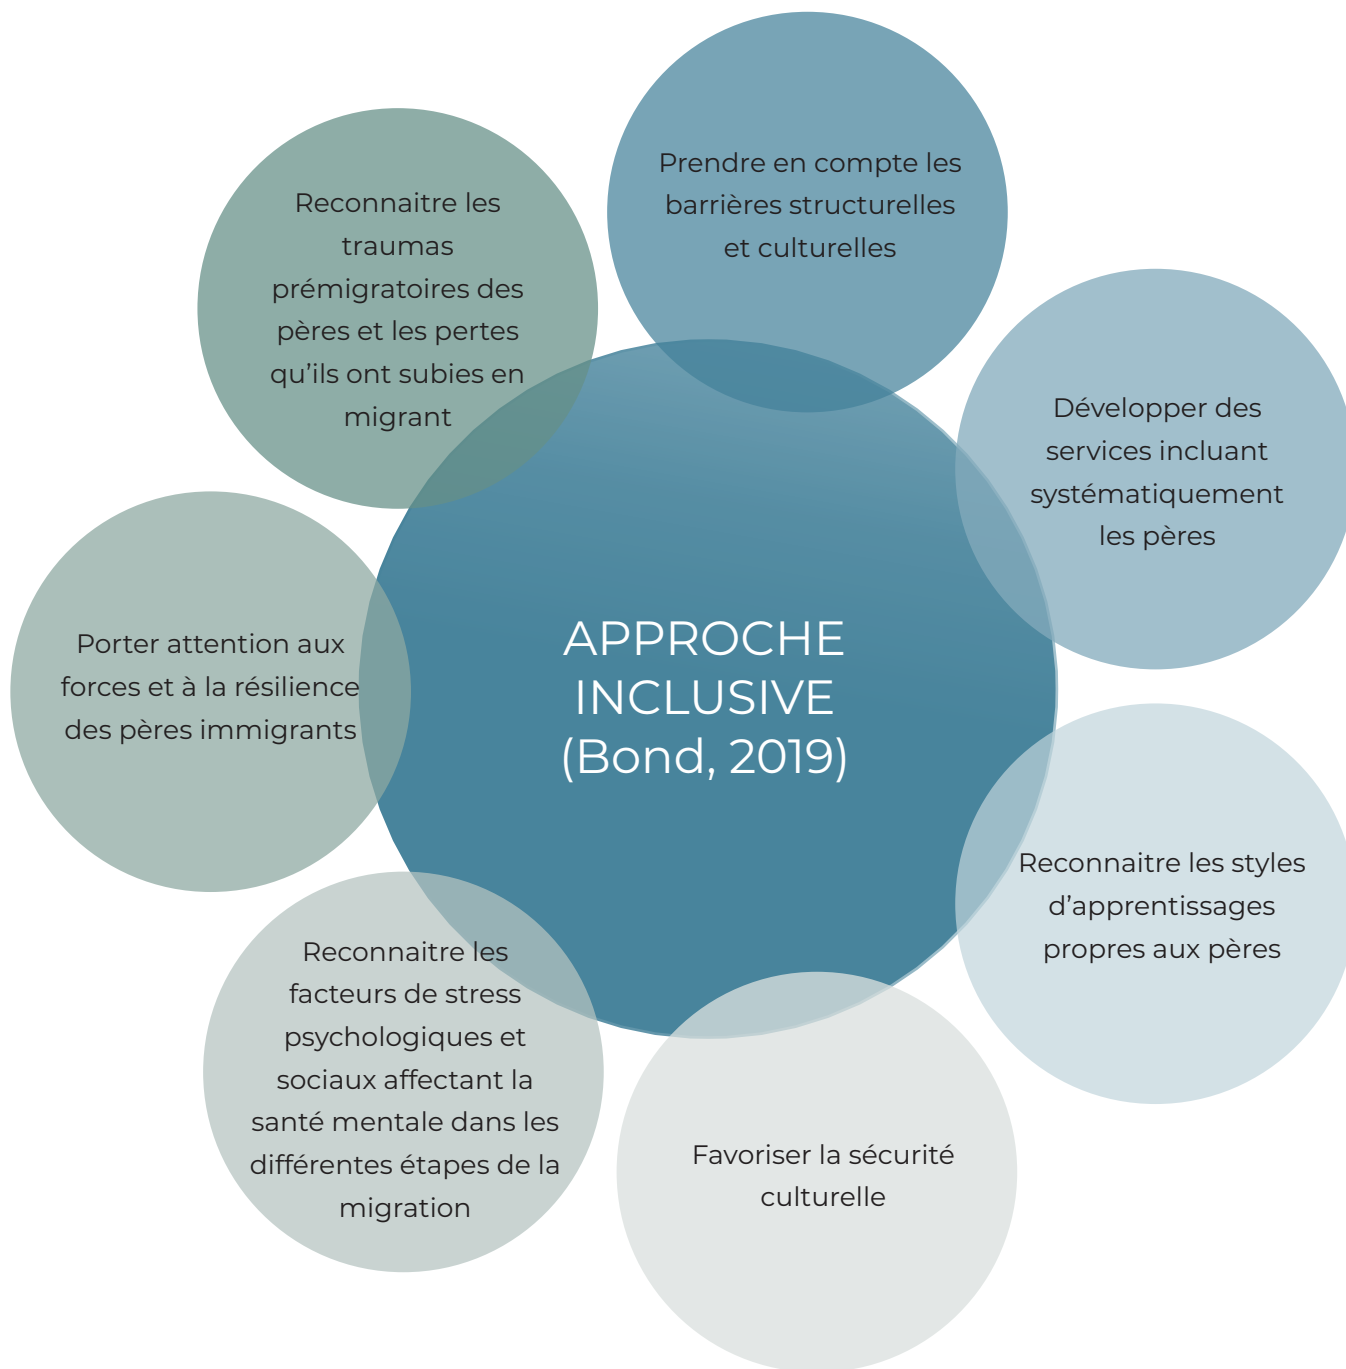 Prendre en compte les
barrières structurelles
et culturelles
Développer des
services incluant
systématiquement
les pères
Reconnaitre les styles
d'apprentissages
propres aux pères
Favoriser la sécurité
culturelle
Reconnaitre les
facteurs de stress
psychologiques et
sociaux affectant la
santé mentale dans les
différentes étapes de la
migration
Porter attention aux
forces et à la résilience
des pères immigrants
Reconnaitre les
traumas
prémigratoires des
pères et les pertes
qu'ils ont subies en
migrant
APPROCHE
INCLUSIVE
(Bond, 2019)